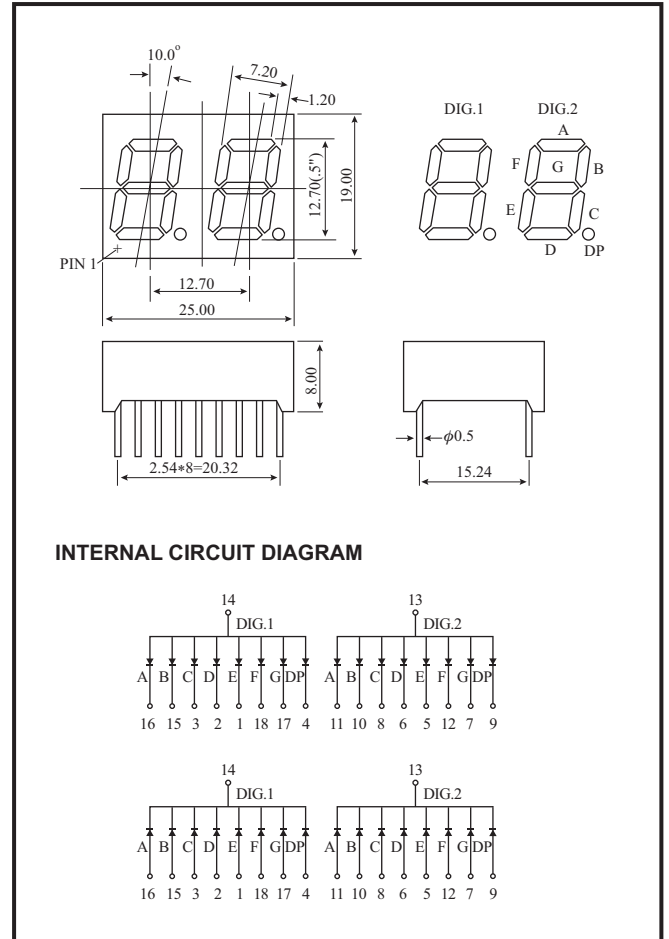 10.0°
7.20
1.20
DIG.1 DIG.2
A
F G B
E C
D DP
12.70(.5")
19.00
PIN 1
12.70
25.00
8.00
2.54*8=20.32
ϕ0.5
15.24
INTERNAL CIRCUIT DIAGRAM
14 13
DIG.1 DIG.2
A B C D E F G DP A B C D E F G DP
16 15 3 2 1 18 17 4 11 10 8 6 5 12 7 9
14 13
DIG.1 DIG.2
A B C D E F G DP A B C D E F G DP
16 15 3 2 1 18 17 4 11 10 8 6 5 12 7 9